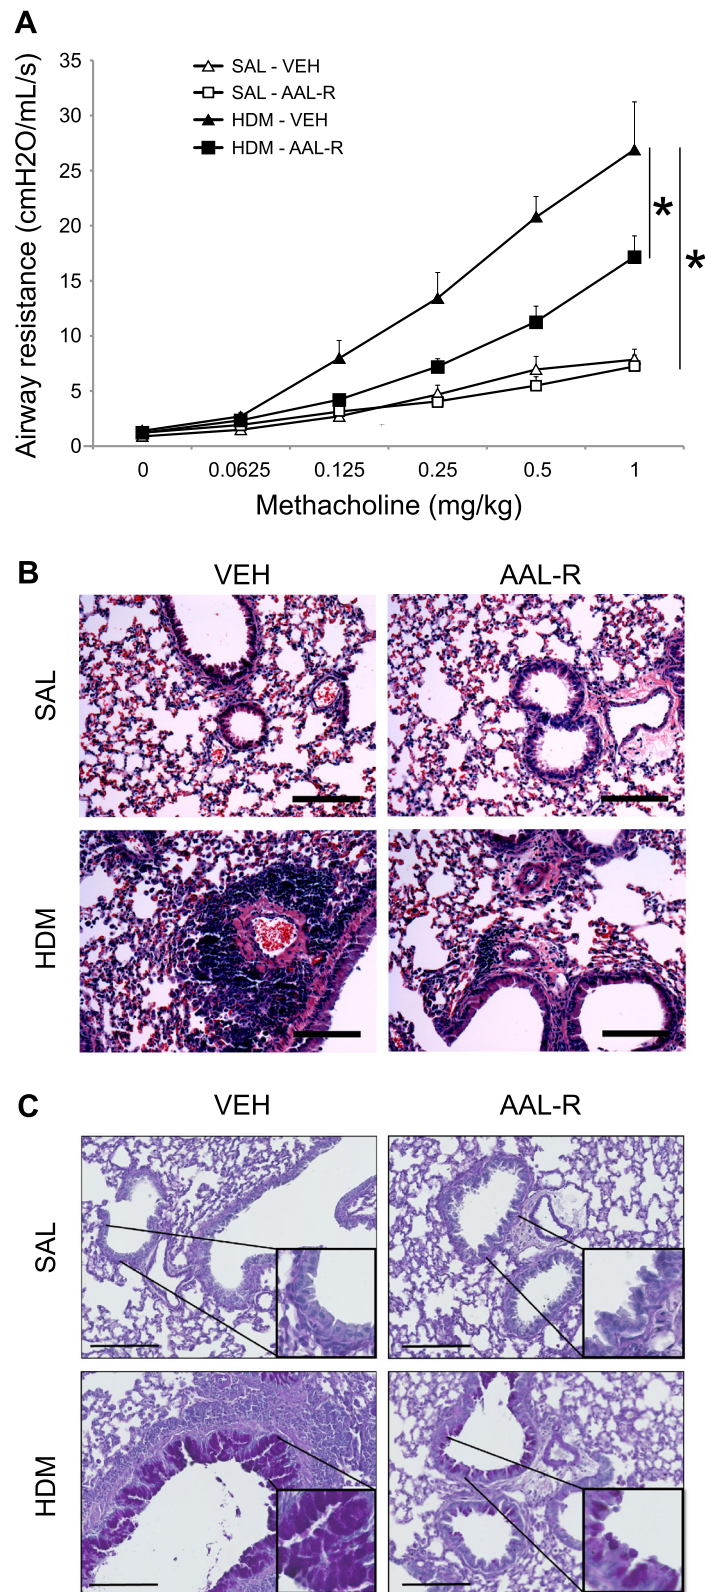 A
Airway resistance (cmH2O/mL/s)
35
30
25
20
15
10
5
0
SAL - VEH
SAL - AAL-R
HDM - VEH
HDM - AAL-R
*
*
0 0.0625 0.125 0.25 0.5 1
Methacholine (mg/kg)
B
VEH AAL-R
SAL
HDM
C
VEH AAL-R
SAL
HDM